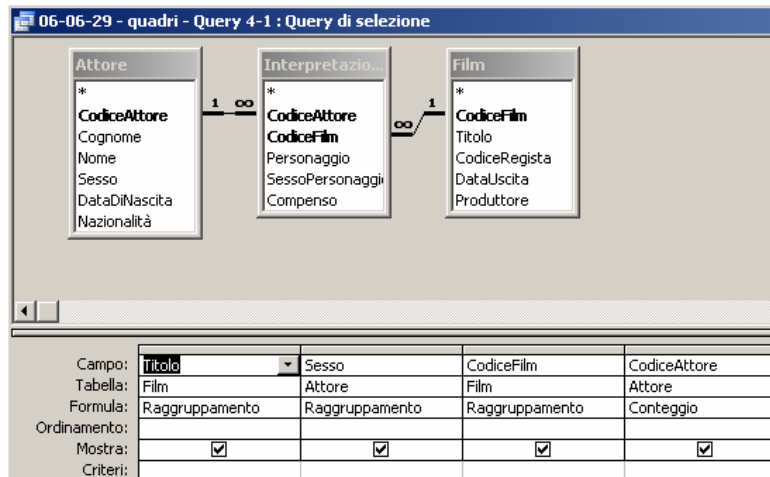 06-06-29 - quadri - Query 4-1 : Query di selezione
Attore
*
CodiceAttore
Cognome
Nome
Sesso
DataDiNascita
Nazionalità
1 ∞
Interpretazio...
*
CodiceAttore
CodiceFilm
Personaggio
SessoPersonaggi
Compenso
∞ 1
Film
*
CodiceFilm
Titolo
CodiceRegista
DataUscita
Produttore
Campo: Titolo Sesso CodiceFilm CodiceAttore
Tabella: Film Attore Film Attore
Formula: Raggruppamento Raggruppamento Raggruppamento Conteggio
Ordinamento:
Mostra:
Criteri: